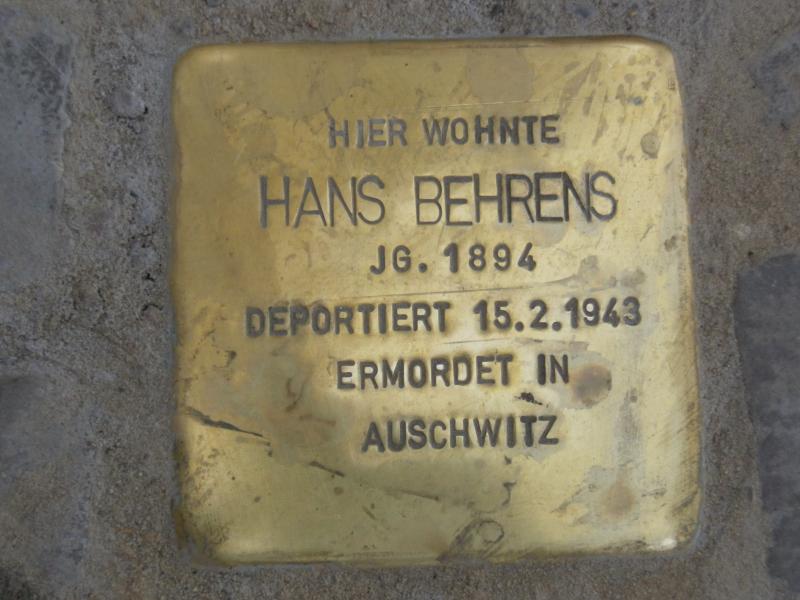 HIER WOHNTE
HANS BEHRENS
JG. 1894
DEPORTIERT 15.2.1943
ERMORDET IN
AUSCHWITZ